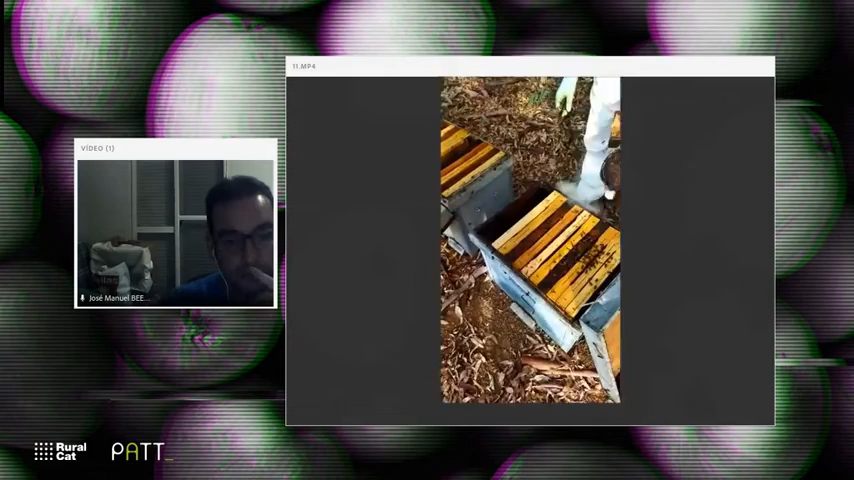 11.MP4
VÍDEO (1)
José Manuel BEE...
Rural
Cat
PATT_